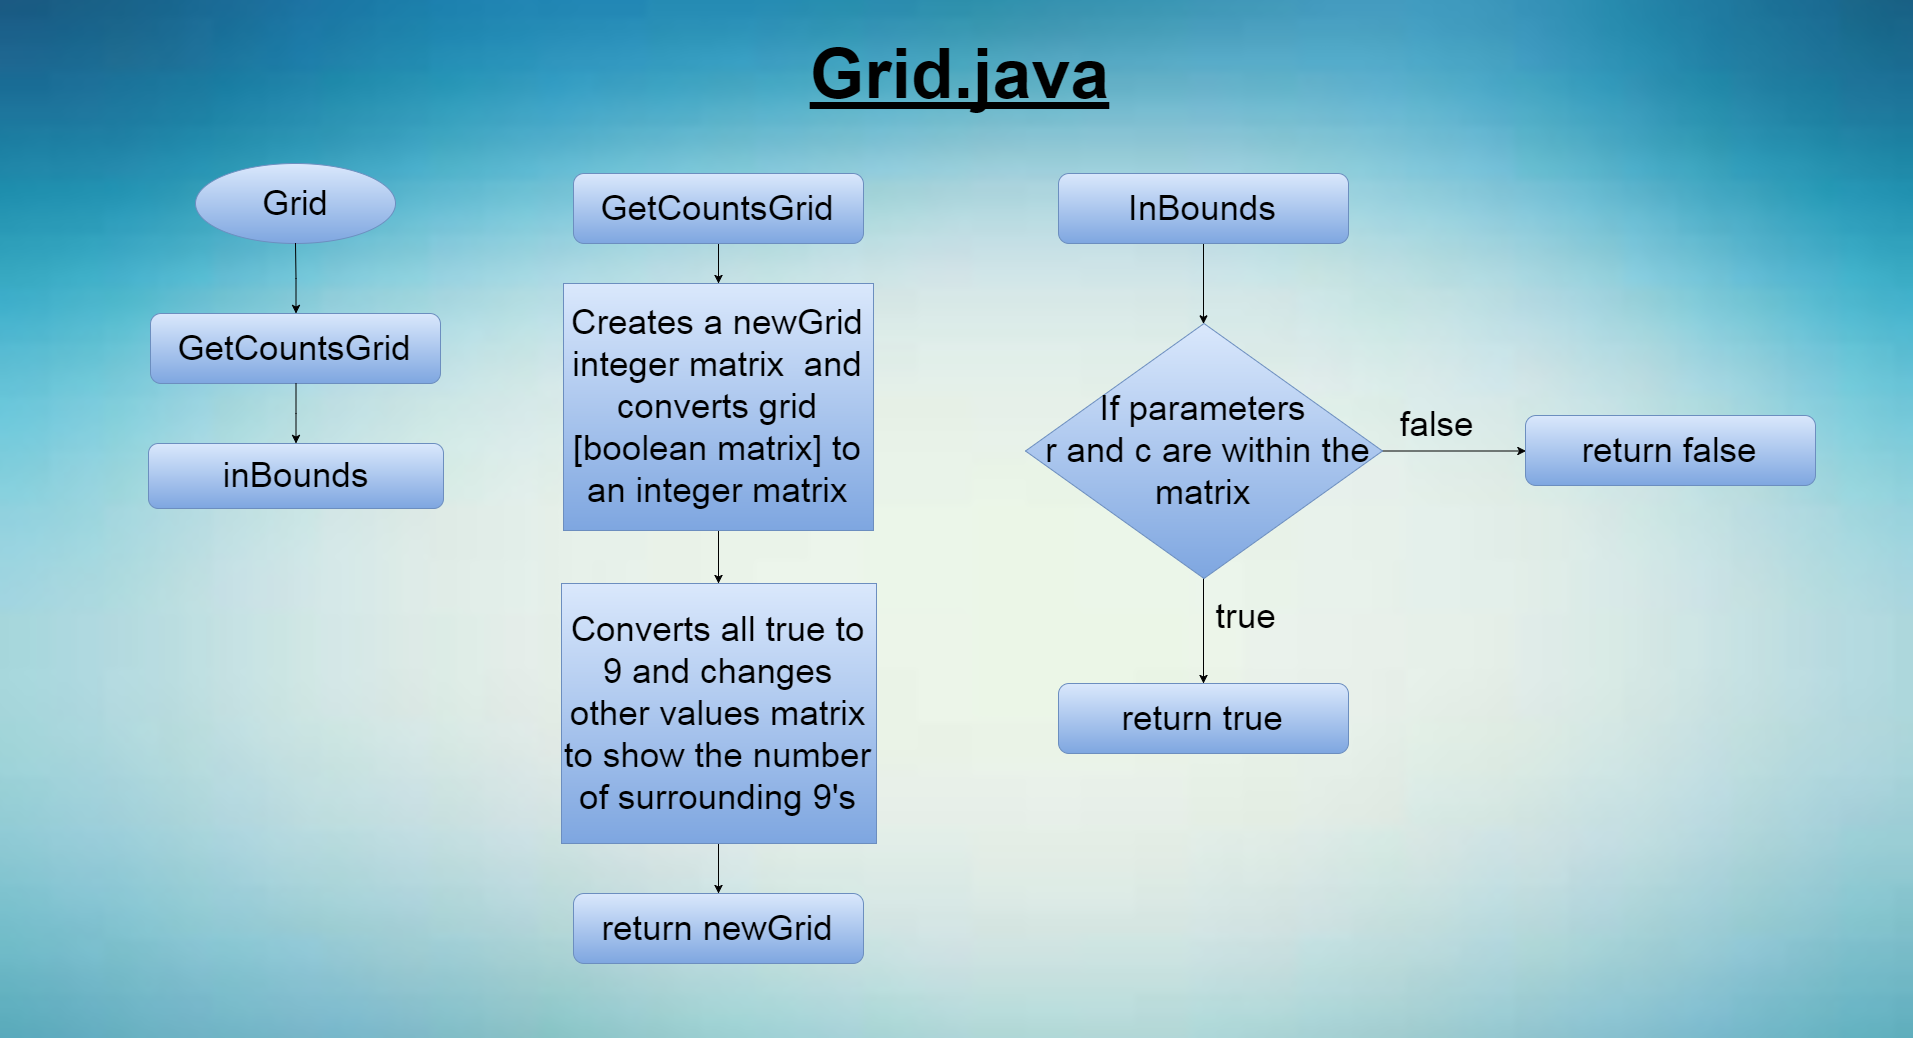 Grid.java
Grid
GetCountsGrid
inBounds
GetCountsGrid
Creates a newGrid
integer matrix  and
converts grid
[boolean matrix] to
an integer matrix
Converts all true to
9 and changes
other values matrix
to show the number
of surrounding 9's
return newGrid
InBounds
If parameters
r and c are within the
matrix
false
return false
true
return true